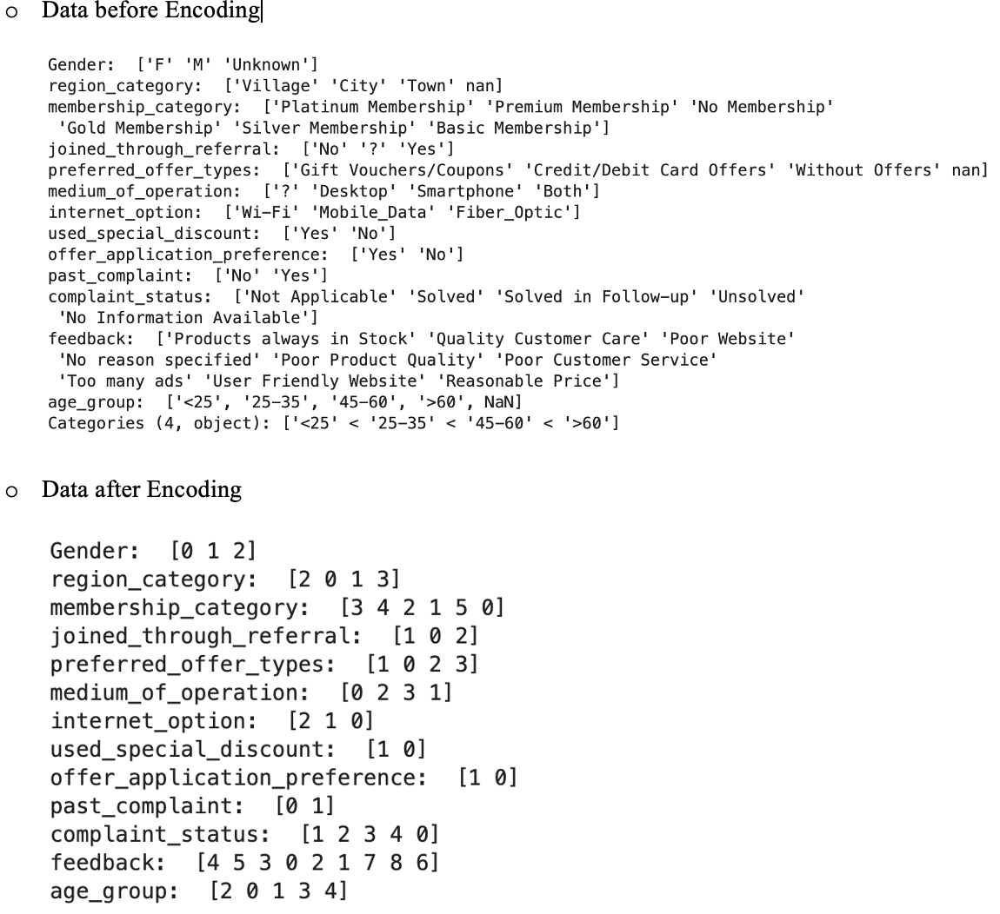 o Data before Encoding
Gender:  ['F' 'M' 'Unknown']
region_category:  ['Village' 'City' 'Town' nan]
membership_category:  ['Platinum Membership' 'Premium Membership' 'No Membership'
 'Gold Membership' 'Silver Membership' 'Basic Membership']
joined_through_referral:  ['No' '?' 'Yes']
preferred_offer_types:  ['Gift Vouchers/Coupons' 'Credit/Debit Card Offers' 'Without Offers' nan]
medium_of_operation:  ['?' 'Desktop' 'Smartphone' 'Both']
internet_option:  ['Wi-Fi' 'Mobile_Data' 'Fiber_Optic']
used_special_discount:  ['Yes' 'No']
offer_application_preference:  ['Yes' 'No']
past_complaint:  ['No' 'Yes']
complaint_status:  ['Not Applicable' 'Solved' 'Solved in Follow-up' 'Unsolved'
 'No Information Available']
feedback:  ['Products always in Stock' 'Quality Customer Care' 'Poor Website'
 'No reason specified' 'Poor Product Quality' 'Poor Customer Service'
 'Too many ads' 'User Friendly Website' 'Reasonable Price']
age_group:  ['<25', '25-35', '45-60', '>60', NaN]
Categories (4, object): ['<25' < '25-35' < '45-60' < '>60']
o Data after Encoding
Gender:  [0 1 2]
region_category:  [2 0 1 3]
membership_category:  [3 4 2 1 5 0]
joined_through_referral:  [1 0 2]
preferred_offer_types:  [1 0 2 3]
medium_of_operation:  [0 2 3 1]
internet_option:  [2 1 0]
used_special_discount:  [1 0]
offer_application_preference:  [1 0]
past_complaint:  [0 1]
complaint_status:  [1 2 3 4 0]
feedback:  [4 5 3 0 2 1 7 8 6]
age_group:  [2 0 1 3 4]